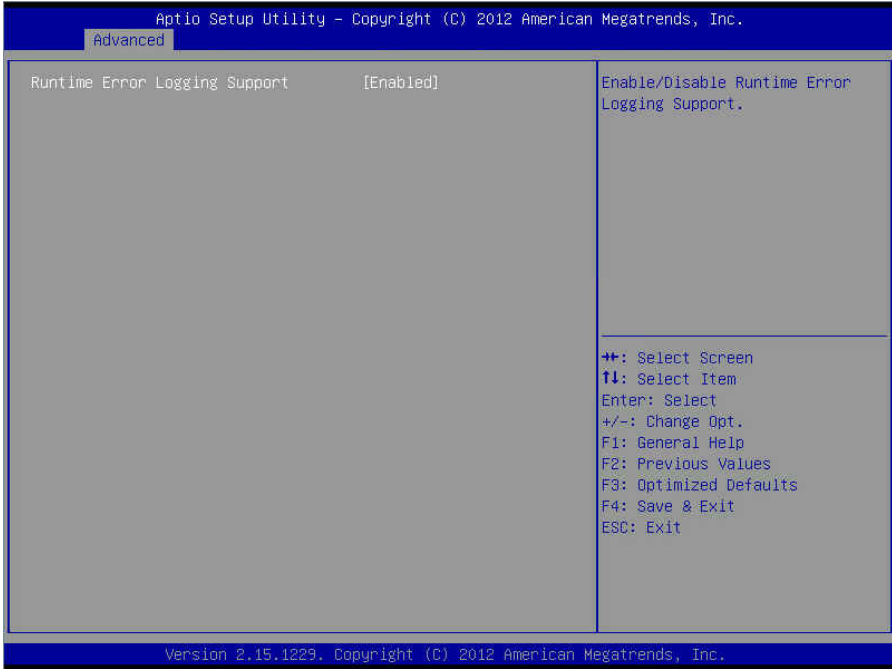 Aptio Setup Utility – Copyright (C) 2012 American Megatrends, Inc.
Advanced
Runtime Error Logging Support [Enabled]
Enable/Disable Runtime Error
Logging Support.
→←: Select Screen
↑↓: Select Item
Enter: Select
+/-: Change Opt.
F1: General Help
F2: Previous Values
F3: Optimized Defaults
F4: Save & Exit
ESC: Exit
Version 2.15.1229. Copyright (C) 2012 American Megatrends, Inc.